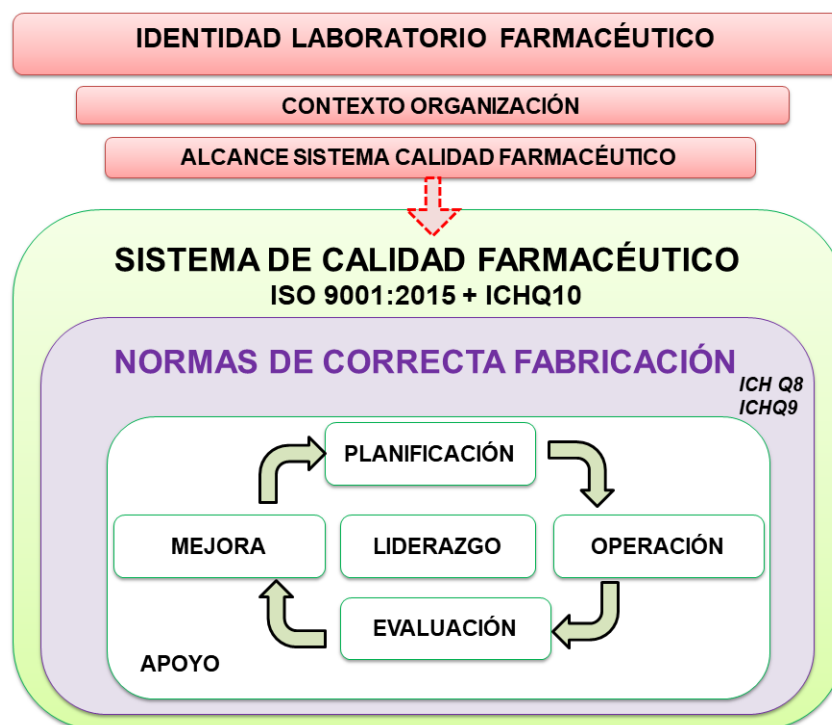 IDENTIDAD LABORATORIO FARMACÉUTICO
CONTEXTO ORGANIZACIÓN
ALCANCE SISTEMA CALIDAD FARMACÉUTICO
SISTEMA DE CALIDAD FARMACÉUTICO
ISO 9001:2015 + ICHQ10
NORMAS DE CORRECTA FABRICACIÓN
ICH Q8
ICHQ9
PLANIFICACIÓN
MEJORA
LIDERAZGO
OPERACIÓN
EVALUACIÓN
APOYO